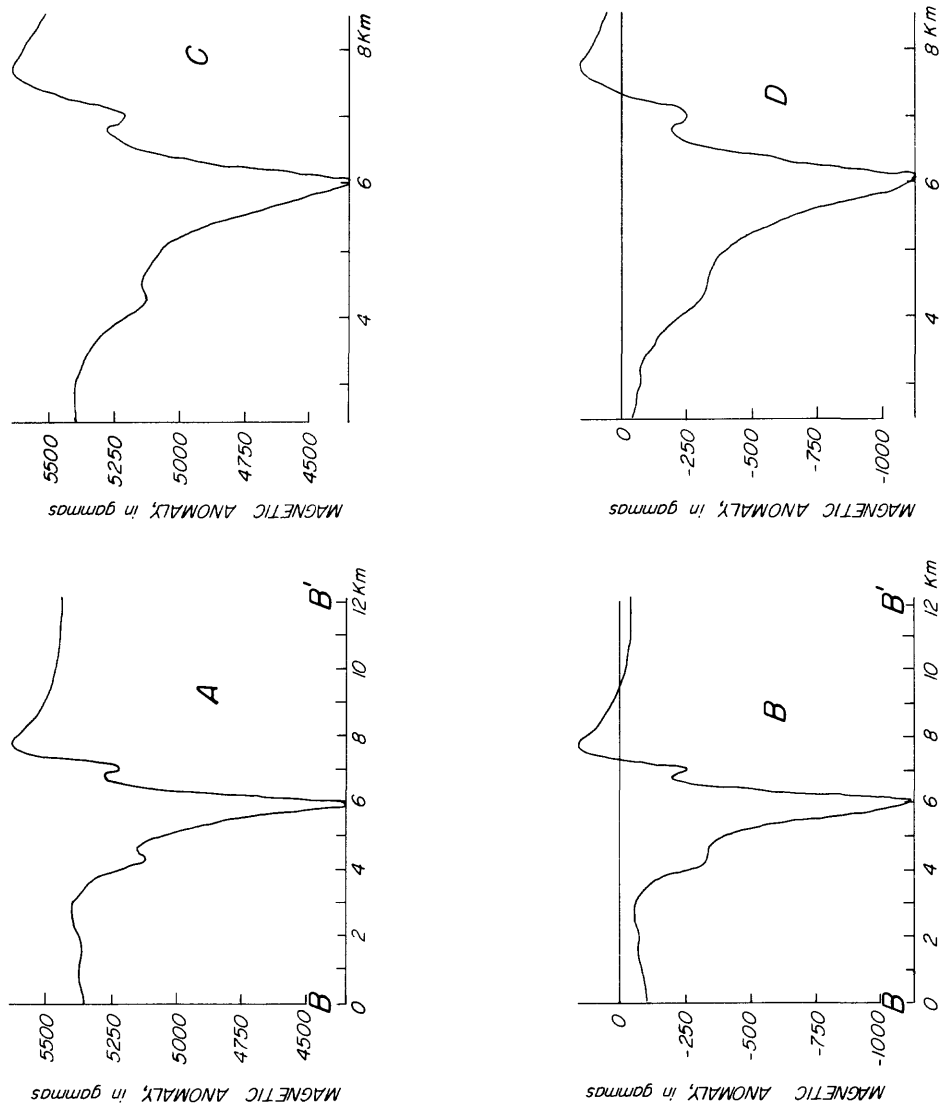 MAGNETIC ANOMALY, in gammas
5500
5250
5000
4750
4500
A
B B'
0 2 4 6 8 10 12 Km
MAGNETIC ANOMALY, in gammas
5500
5250
5000
4750
4500
C
4 6 8 Km
MAGNETIC ANOMALY, in gammas
0
-250
-500
-750
-1000
B
B B'
0 2 4 6 8 10 12 Km
MAGNETIC ANOMALY, in gammas
0
-250
-500
-750
-1000
D
4 6 8 Km